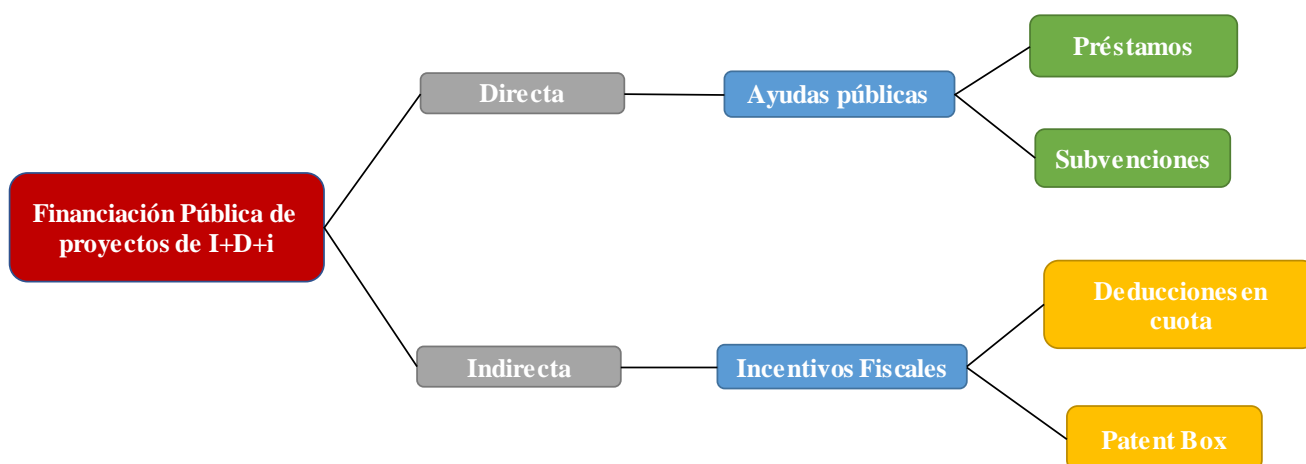 Financiación Pública de
proyectos de I+D+i
Directa
Ayudas públicas
Préstamos
Subvenciones
Indirecta
Incentivos Fiscales
Deducciones en
cuota
Patent Box